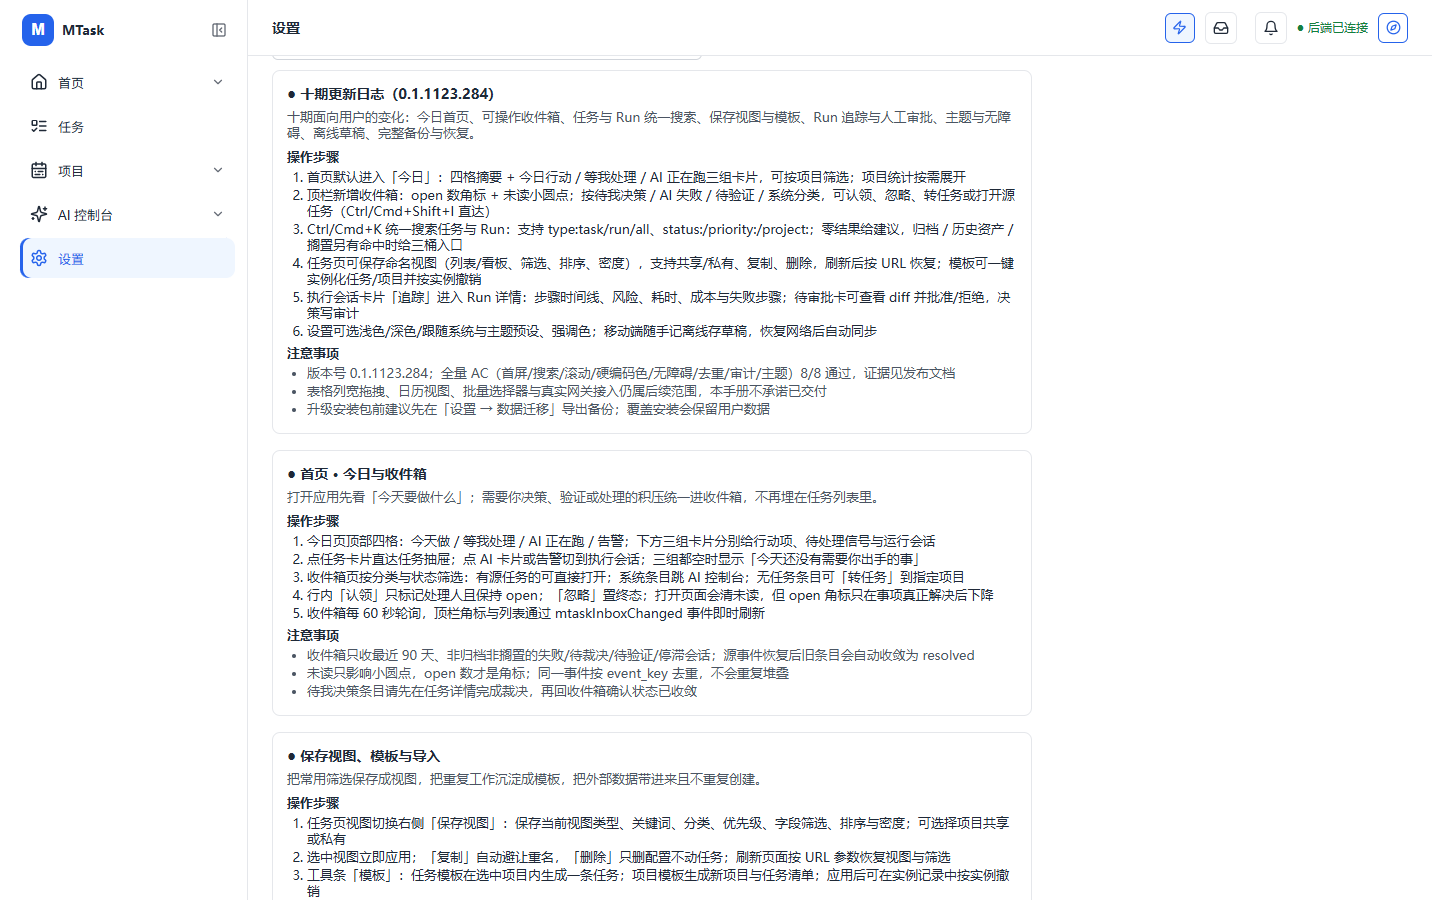 M MTask
首页
任务
项目
AI 控制台
设置
设置
后端已连接
● 十期更新日志（0.1.1123.284）
十期面向用户的变化：今日首页、可操作收件箱、任务与 Run 统一搜索、保存视图与模板、Run 追踪与人工审批、主题与无障
碍、离线草稿、完整备份与恢复。
操作步骤
1. 首页默认进入「今日」：四格摘要 + 今日行动 / 等我处理 / AI 正在跑三组卡片，可按项目筛选；项目统计按需展开
2. 顶栏新增收件箱：open 数角标 + 未读小圆点；按待我决策 / AI 失败 / 待验证 / 系统分类，可认领、忽略、转任务或打开源
任务（Ctrl/Cmd+Shift+I 直达）
3. Ctrl/Cmd+K 统一搜索任务与 Run：支持 type:task/run/all、status:/priority:/project:；零结果给建议，归档 / 历史资产 /
搁置另有命中时给三桶入口
4. 任务页可保存命名视图（列表/看板、筛选、排序、密度），支持共享/私有、复制、删除，刷新后按 URL 恢复；模板可一键
实例化任务/项目并按实例撤销
5. 执行会话卡片「追踪」进入 Run 详情：步骤时间线、风险、耗时、成本与失败步骤；待审批卡可查看 diff 并批准/拒绝，决
策写审计
6. 设置可选浅色/深色/跟随系统与主题预设、强调色；移动端随手记离线存草稿，恢复网络后自动同步
注意事项
• 版本号 0.1.1123.284；全量 AC（首屏/搜索/滚动/硬编码色/无障碍/去重/审计/主题）8/8 通过，证据见发布文档
• 表格列宽拖拽、日历视图、批量选择器与真实网关接入仍属后续范围，本手册不承诺已交付
• 升级安装包前建议先在「设置 → 数据迁移」导出备份；覆盖安装会保留用户数据
● 首页 • 今日与收件箱
打开应用先看「今天要做什么」；需要你决策、验证或处理的积压统一进收件箱，不再埋在任务列表里。
操作步骤
1. 今日页顶部四格：今天做 / 等我处理 / AI 正在跑 / 告警；下方三组卡片分别给行动项、待处理信号与运行会话
2. 点任务卡片直达任务抽屉；点 AI 卡片或告警切到执行会话；三组都空时显示「今天还没有需要你出手的事」
3. 收件箱页按分类与状态筛选：有源任务的可直接打开；系统条目跳 AI 控制台；无任务条目可「转任务」到指定项目
4. 行内「认领」只标记处理人且保持 open；「忽略」置终态；打开页面会清未读，但 open 角标只在事项真正解决后下降
5. 收件箱每 60 秒轮询，顶栏角标与列表通过 mtaskInboxChanged 事件即时刷新
注意事项
• 收件箱只收最近 90 天、非归档非搁置的失败/待裁决/待验证/停滞会话；源事件恢复后旧条目会自动收敛为 resolved
• 未读只影响小圆点，open 数才是角标；同一事件按 event_key 去重，不会重复堆叠
• 待我决策条目请先在任务详情完成裁决，再回收件箱确认状态已收敛
● 保存视图、模板与导入
把常用筛选保存成视图，把重复工作沉淀成模板，把外部数据带进来且不重复创建。
操作步骤
1. 任务页视图切换右侧「保存视图」：保存当前视图类型、关键词、分类、优先级、字段筛选、排序与密度；可选择项目共享
或私有
2. 选中视图立即应用；「复制」自动避让重名，「删除」只删配置不动任务；刷新页面按 URL 参数恢复视图与筛选
3. 工具条「模板」：任务模板在选中项目内生成一条任务；项目模板生成新项目与任务清单；应用后可在实例记录中按实例撤
销